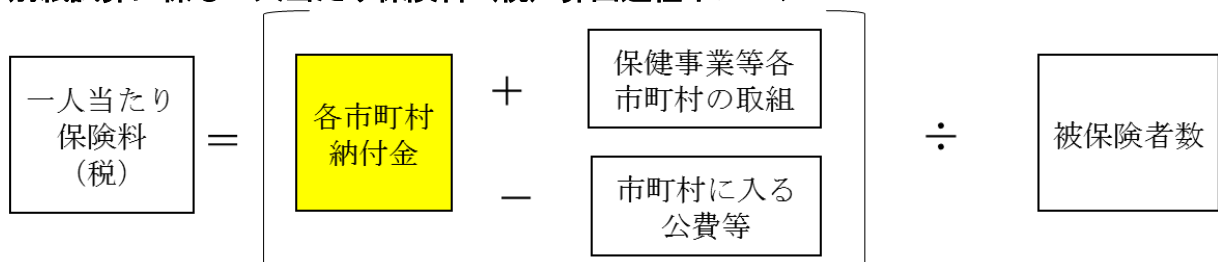 一人当たり
保険料
（税）
＝
各市町村
納付金
＋
保健事業等各
市町村の取組
－
市町村に入る
公費等
÷
被保険者数